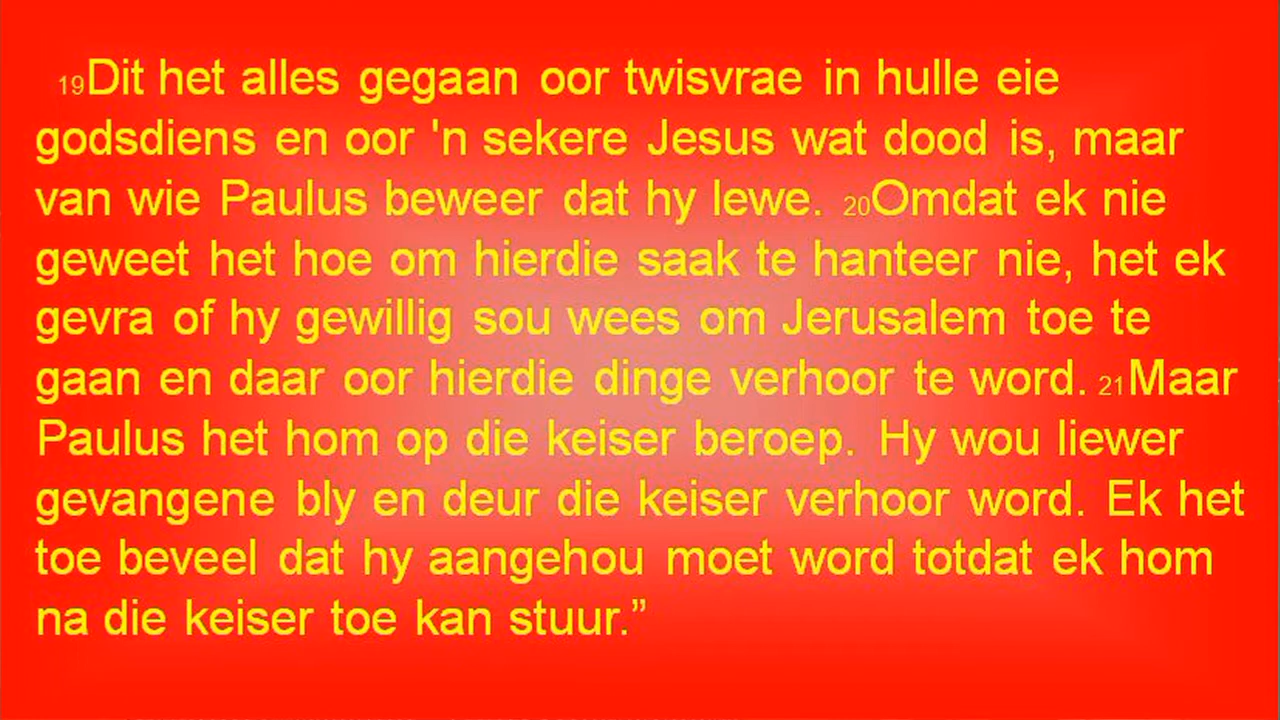 19Dit het alles gegaan oor twisvrae in hulle eie
godsdiens en oor 'n sekere Jesus wat dood is, maar
van wie Paulus beweer dat hy lewe. 20Omdat ek nie
geweet het hoe om hierdie saak te hanteer nie, het ek
gevra of hy gewillig sou wees om Jerusalem toe te
gaan en daar oor hierdie dinge verhoor te word. 21Maar
Paulus het hom op die keiser beroep. Hy wou liewer
gevangene bly en deur die keiser verhoor word. Ek het
toe beveel dat hy aangehou moet word totdat ek hom
na die keiser toe kan stuur.”